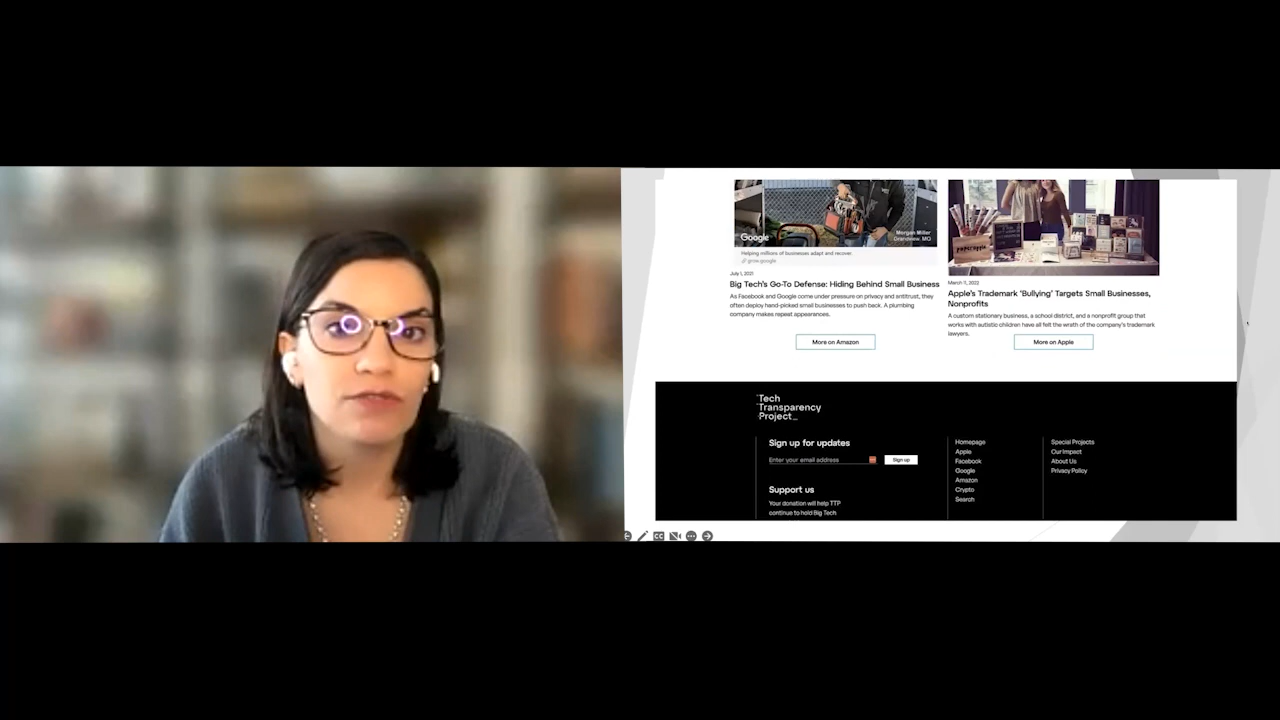 Google
Morgan Miller
Grandview, MO
Helping millions of businesses adapt and recover.
grow.google
July 1, 2021
Big Tech's Go-To Defense: Hiding Behind Small Business
As Facebook and Google come under pressure on privacy and antitrust, they
often deploy hand-picked small businesses to push back. A plumbing
company makes repeat appearances.
More on Amazon
March 11, 2022
Apple's Trademark 'Bullying' Targets Small Businesses,
Nonprofits
A custom stationary business, a school district, and a nonprofit group that
works with autistic children have all felt the wrath of the company's trademark
lawyers.
More on Apple
Tech
Transparency
Project
Sign up for updates
Enter your email address
Sign up
Support us
Your donation will help TTP
continue to hold Big Tech
Homepage
Apple
Facebook
Google
Amazon
Crypto
Search
Special Projects
Our Impact
About Us
Privacy Policy
CC